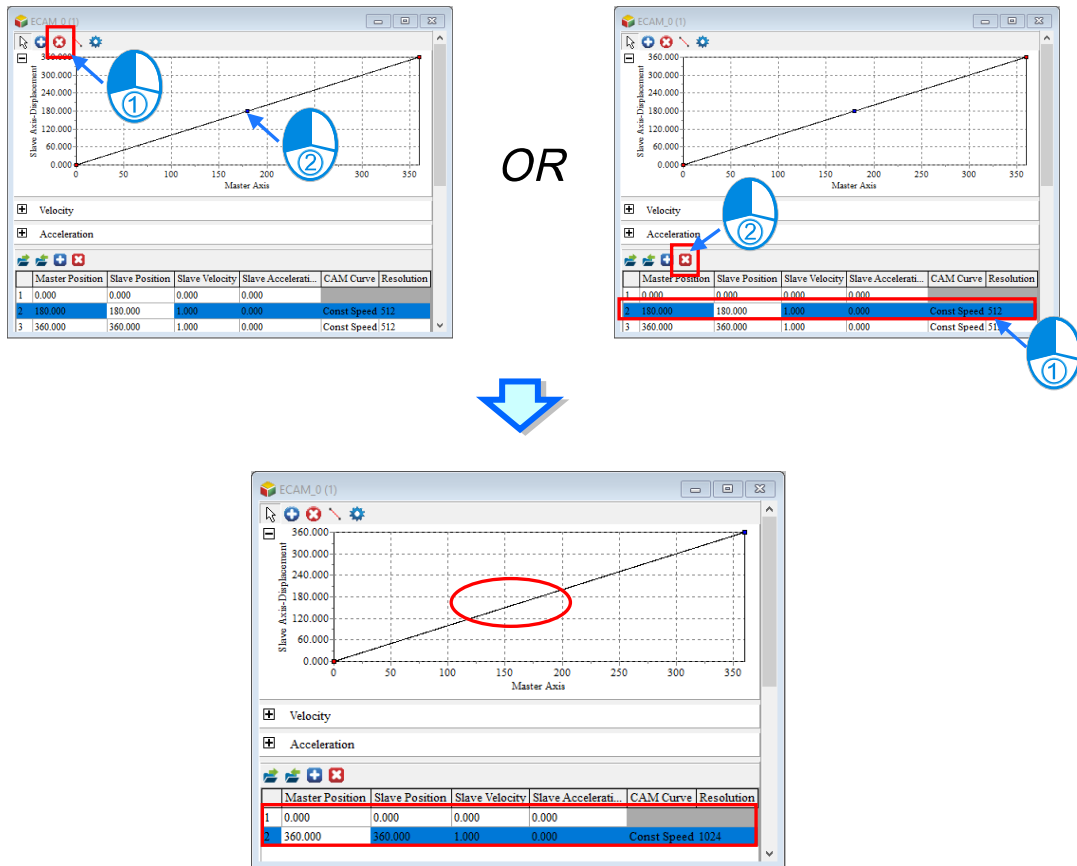 ECAM_0 (1)
360.000
300.000
240.000
180.000
120.000
60.000
0.000
Slave Axis-Displacement
0 50 100 150 200 250 300 350
Master Axis
①
②
Velocity
Acceleration
Master Position Slave Position Slave Velocity Slave Accelerati... CAM Curve Resolution
1 0.000 0.000 0.000 0.000
2 180.000 180.000 1.000 0.000 Const Speed 512
3 360.000 360.000 1.000 0.000 Const Speed 512
OR
ECAM_0 (1)
360.000
300.000
240.000
180.000
120.000
60.000
0.000
Slave Axis-Displacement
0 50 100 150 200 250 300 350
Master Axis
Velocity
②
Acceleration
Master Position Slave Position Slave Velocity Slave Accelerati... CAM Curve Resolution
1 0.000 0.000 0.000 0.000
2 180.000 180.000 1.000 0.000 Const Speed 512
3 360.000 360.000 1.000 0.000 Const Speed
①
ECAM_0 (1)
360.000
300.000
240.000
180.000
120.000
60.000
0.000
Slave Axis-Displacement
0 50 100 150 200 250 300 350
Master Axis
Velocity
Acceleration
Master Position Slave Position Slave Velocity Slave Accelerati... CAM Curve Resolution
1 0.000 0.000 0.000 0.000
2 360.000 360.000 1.000 0.000 Const Speed 1024